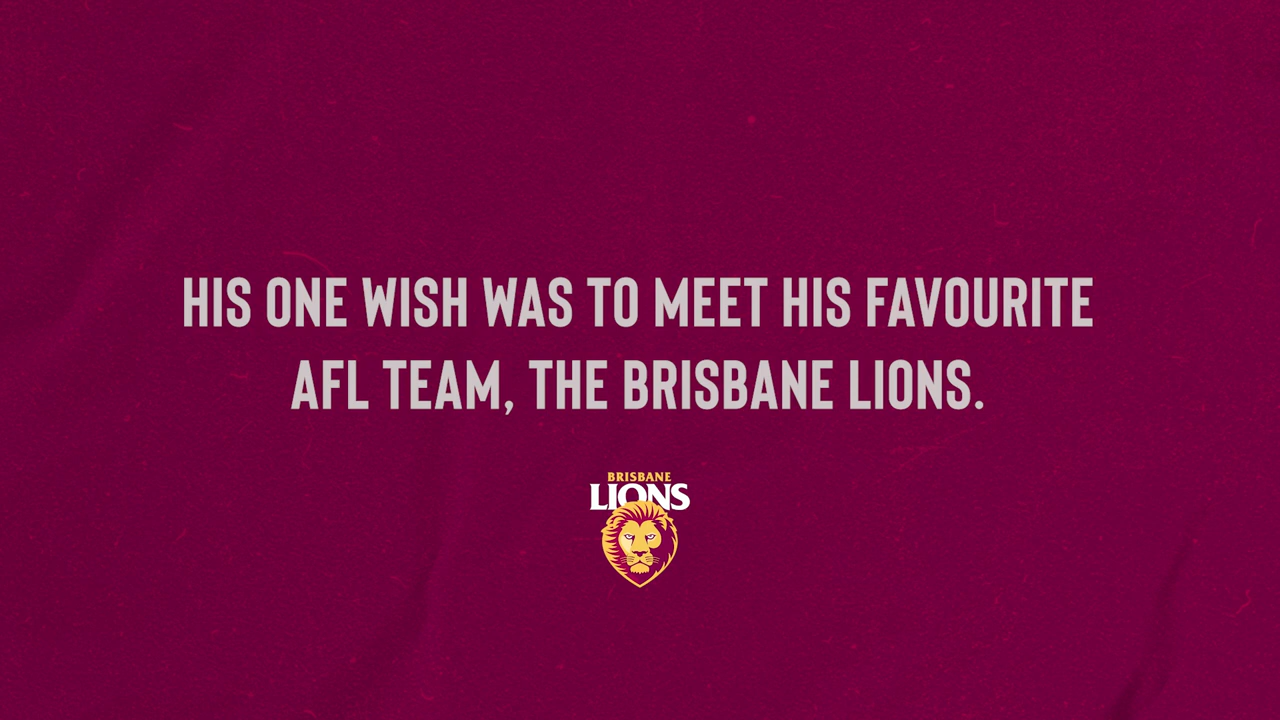 HIS ONE WISH WAS TO MEET HIS FAVOURITE
AFL TEAM, THE BRISBANE LIONS.
BRISBANE
LIONS